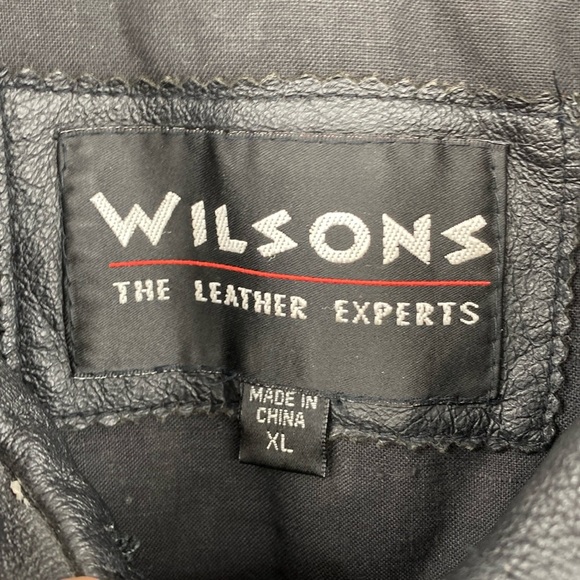 WILSONS
THE LEATHER EXPERTS
MADE IN
CHINA
XL